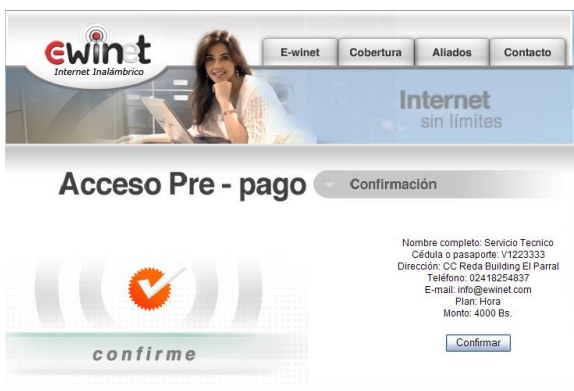 ewinet
Internet Inalámbrico
E-winet
Cobertura
Aliados
Contacto
Internet
sin límites
Acceso Pre - pago
Confirmación
Nombre completo: Servicio Tecnico
Cédula o pasaporte: V1223333
Dirección: CC Reda Building El Parral
Teléfono: 02418254837
E-mail: info@ewinet.com
Plan: Hora
Monto: 4000 Bs.
Confirmar
confirme